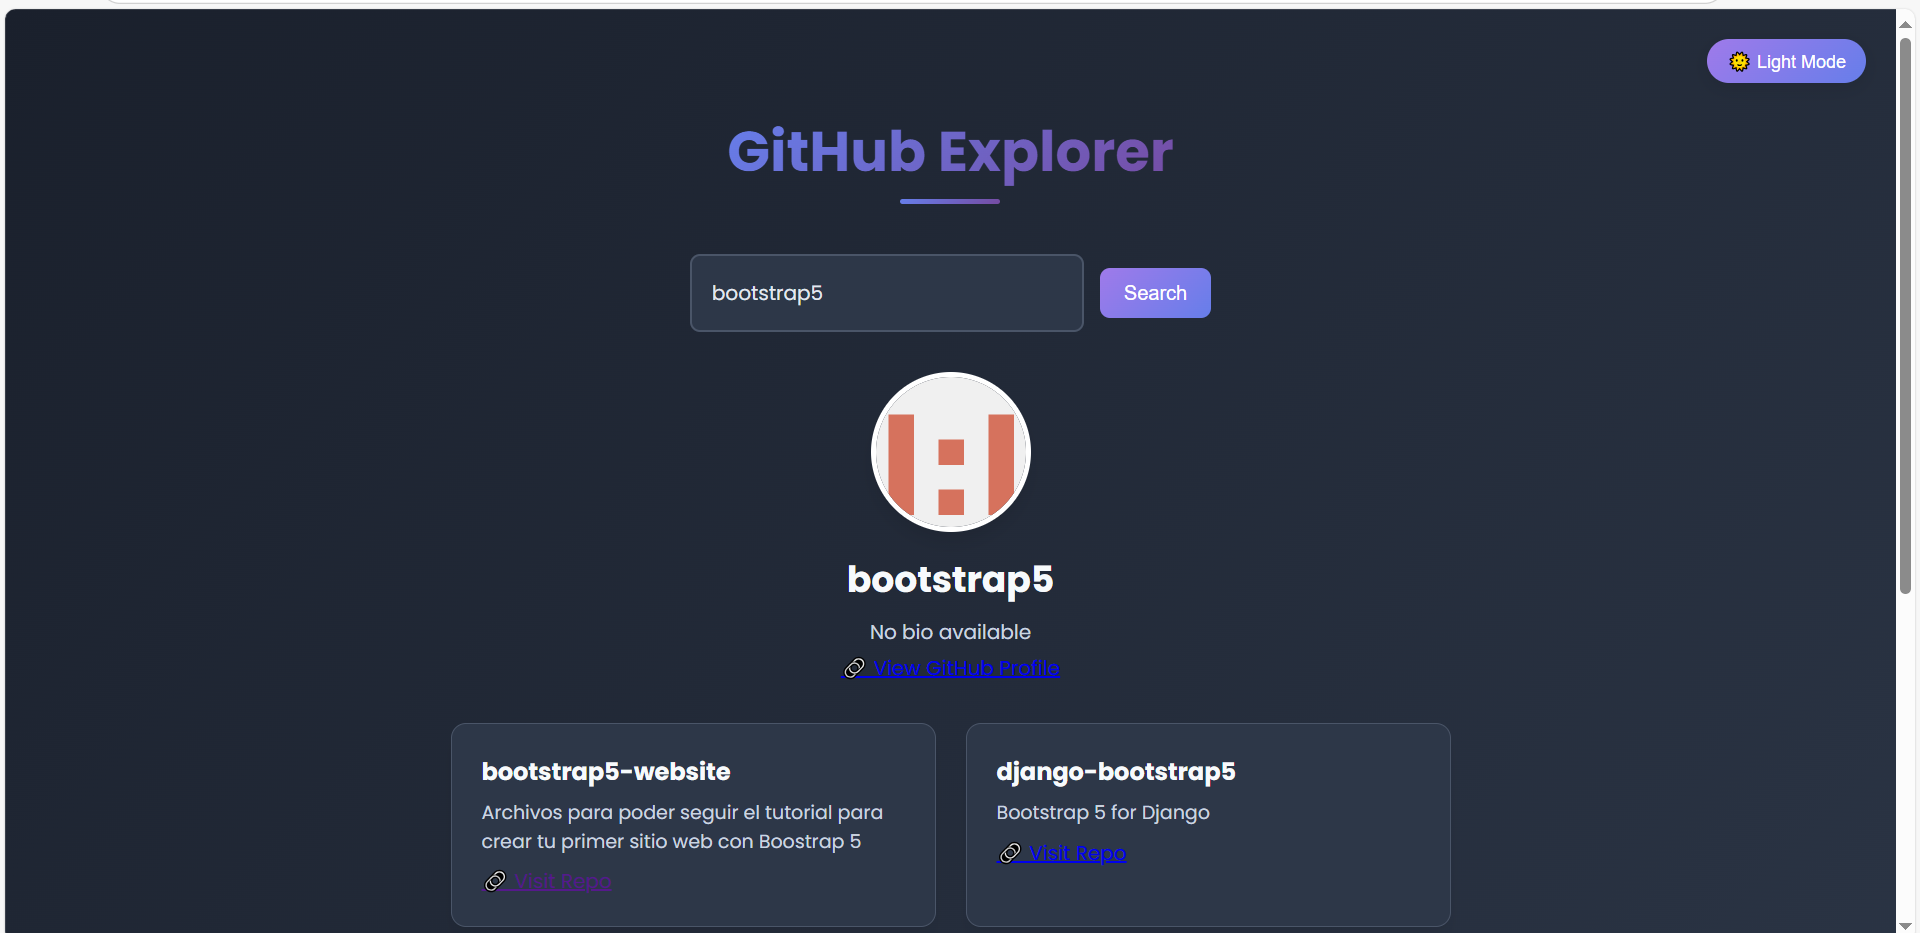 🌞 Light Mode
GitHub Explorer
bootstrap5
Search
bootstrap5
No bio available
🔗 View GitHub Profile
bootstrap5-website
Archivos para poder seguir el tutorial para
crear tu primer sitio web con Boostrap 5
🔗 Visit Repo
django-bootstrap5
Bootstrap 5 for Django
🔗 Visit Repo